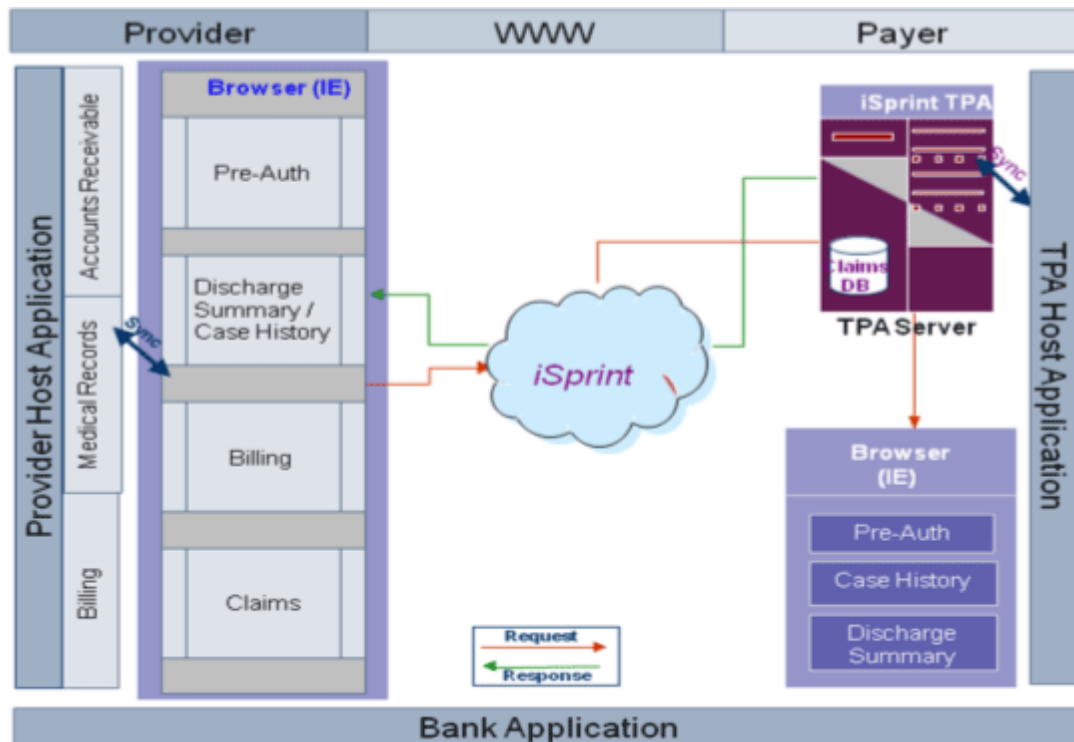 Provider
WWW
Payer
Provider Host Application
Accounts Receivable
Medical Records
Billing
Sync
Browser (IE)
Pre-Auth
Discharge
Summary /
Case History
Billing
Claims
iSprint
iSprint TPA
Claims
DB
TPA Server
Sync
TPA Host Application
Browser
(IE)
Pre-Auth
Case History
Discharge
Summary
Request
Response
Bank Application